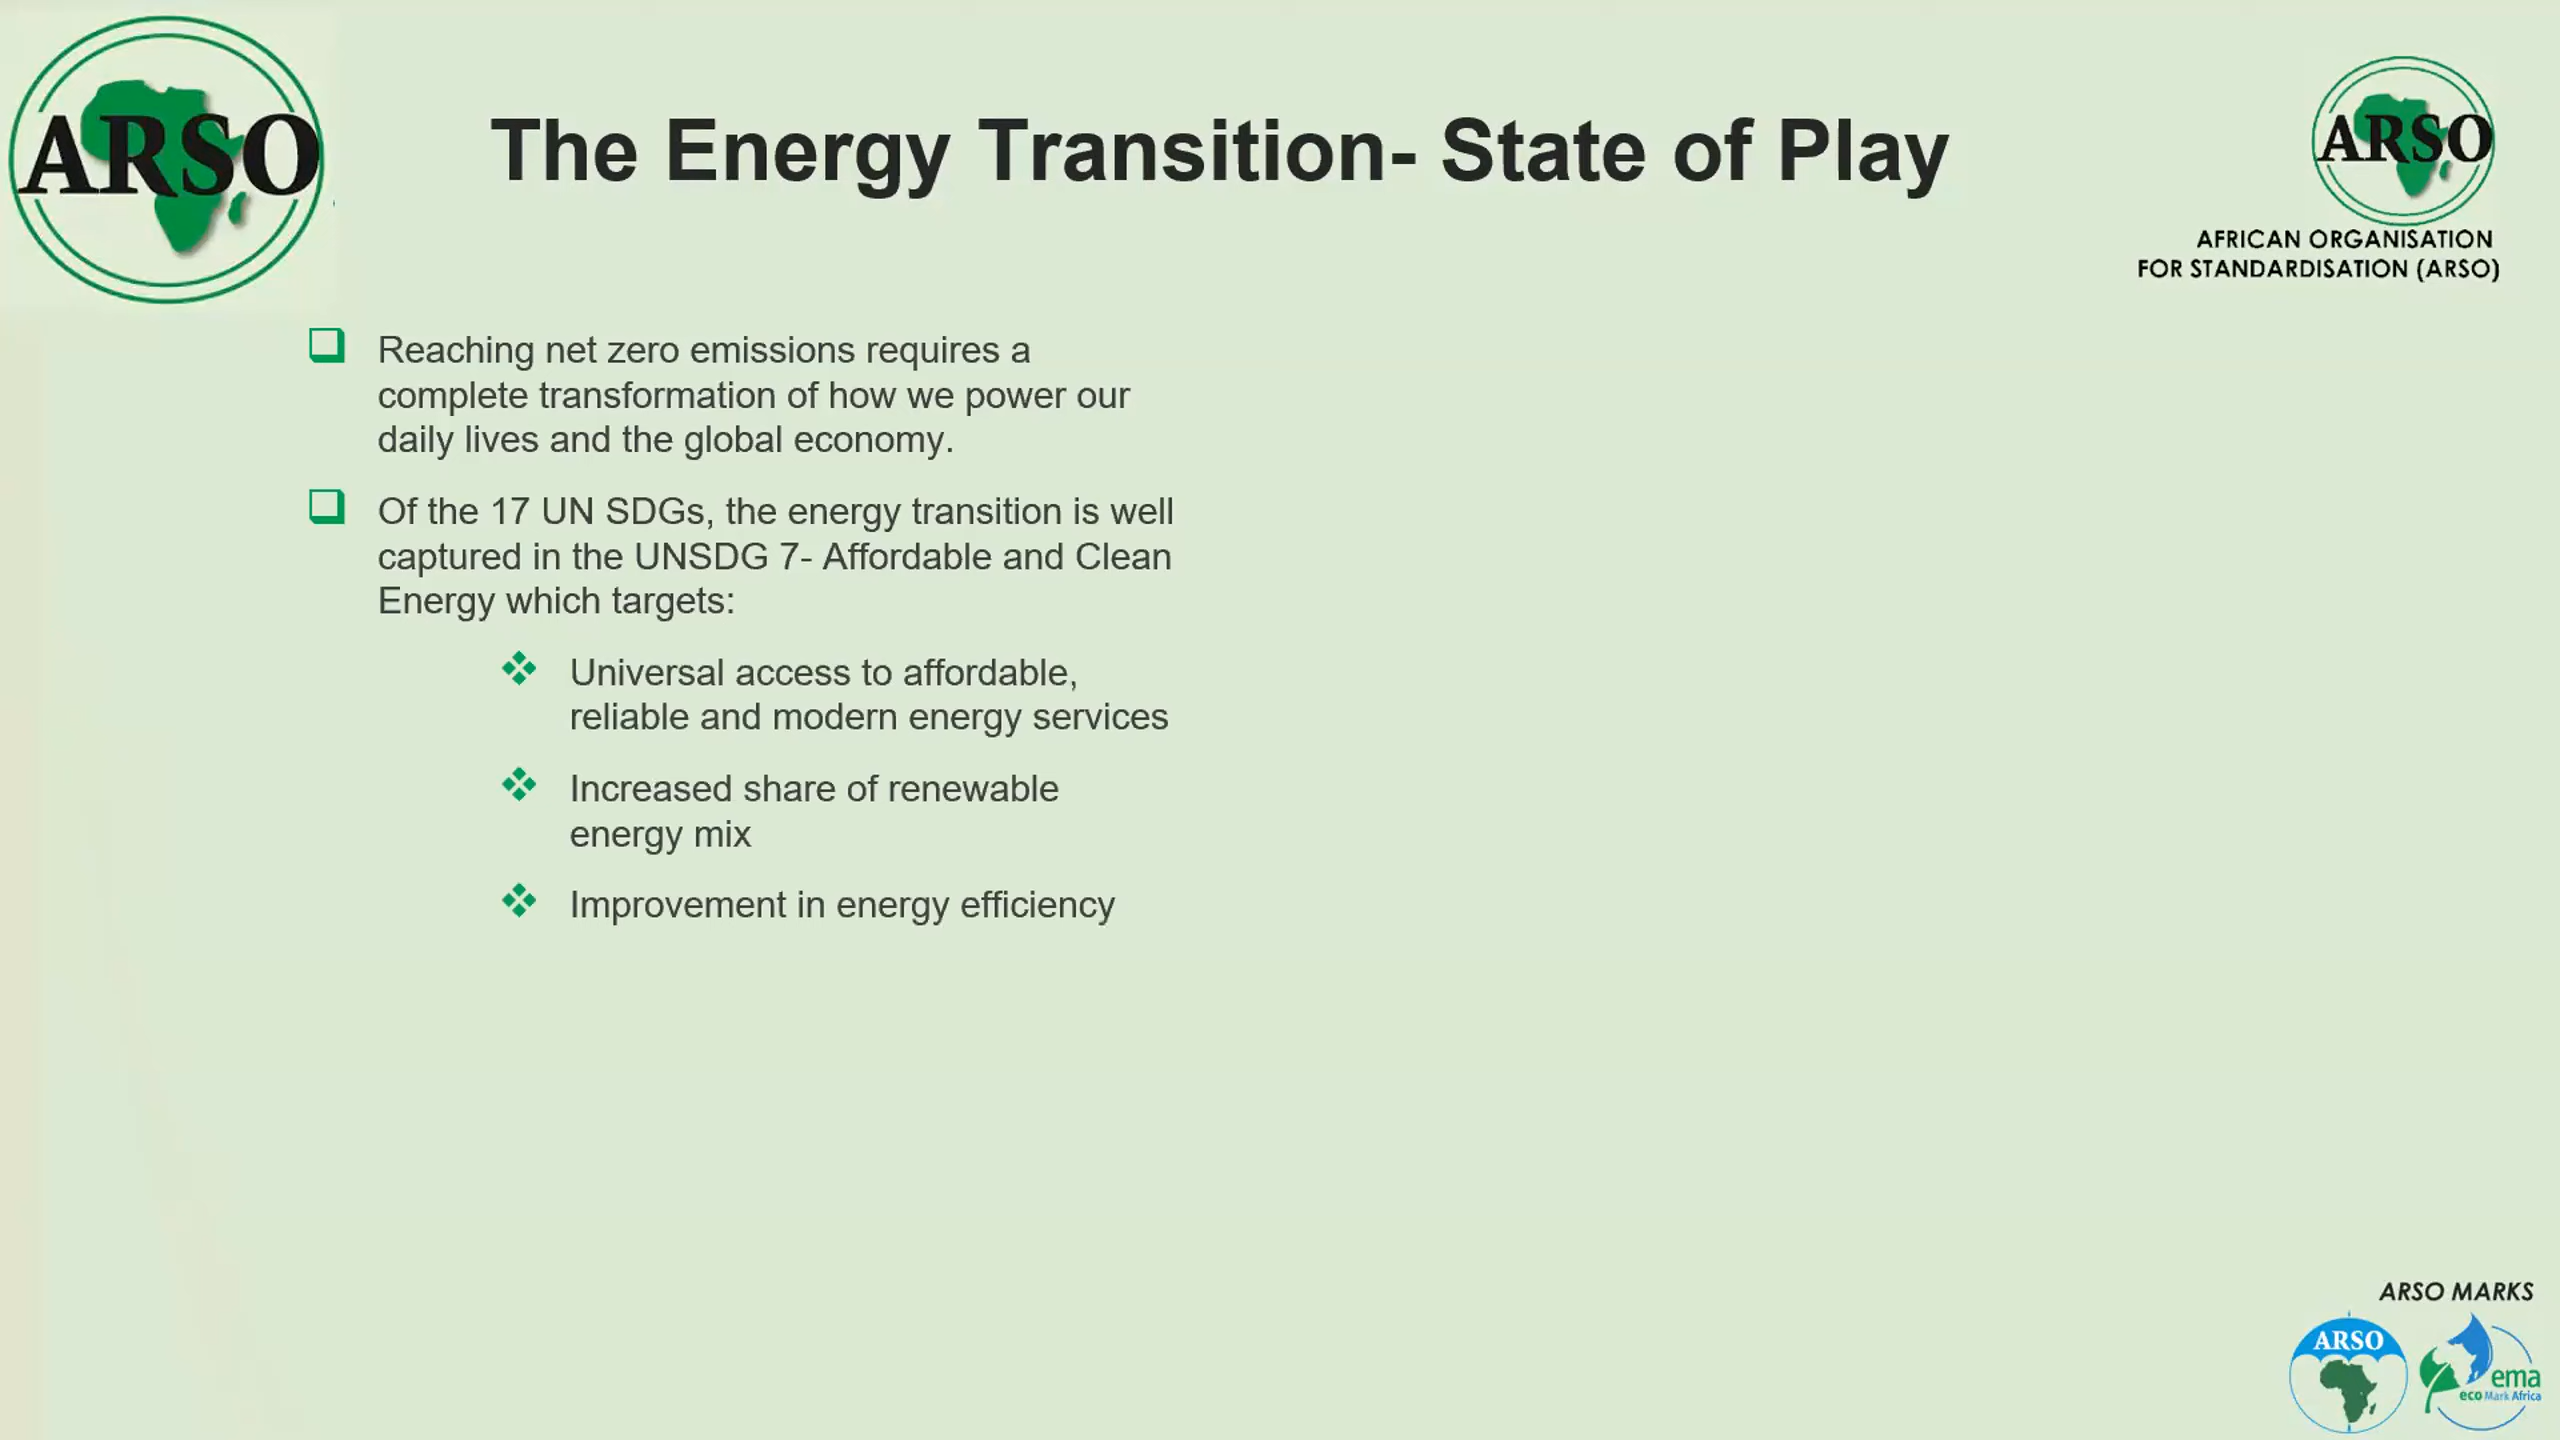 ARSO
The Energy Transition- State of Play
ARSO
AFRICAN ORGANISATION
FOR STANDARDISATION (ARSO)
Reaching net zero emissions requires a
complete transformation of how we power our
daily lives and the global economy.
Of the 17 UN SDGs, the energy transition is well
captured in the UNSDG 7- Affordable and Clean
Energy which targets:
Universal access to affordable,
reliable and modern energy services
Increased share of renewable
energy mix
Improvement in energy efficiency
ARSO MARKS
ARSO
ema
eco Mark Africa